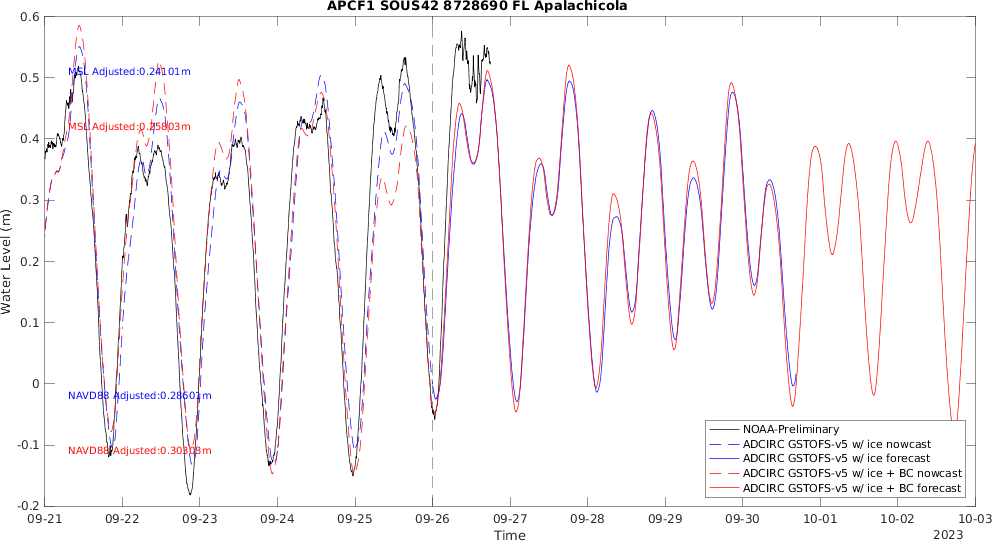 APCF1 SOUS42 8728690 FL Apalachicola
0.6
0.5
0.4
0.3
0.2
0.1
0
-0.1
-0.2
Water Level (m)
MSL Adjusted:0.24101m
MSL Adjusted:0.25803m
NAVD88 Adjusted:0.28601m
NAVD88 Adjusted:0.30303m
NOAA-Preliminary
ADCIRC GSTOFS-v5 w/ ice nowcast
ADCIRC GSTOFS-v5 w/ ice forecast
ADCIRC GSTOFS-v5 w/ ice + BC nowcast
ADCIRC GSTOFS-v5 w/ ice + BC forecast
09-21 09-22 09-23 09-24 09-25 09-26 09-27 09-28 09-29 09-30 10-01 10-02 10-03
Time
2023